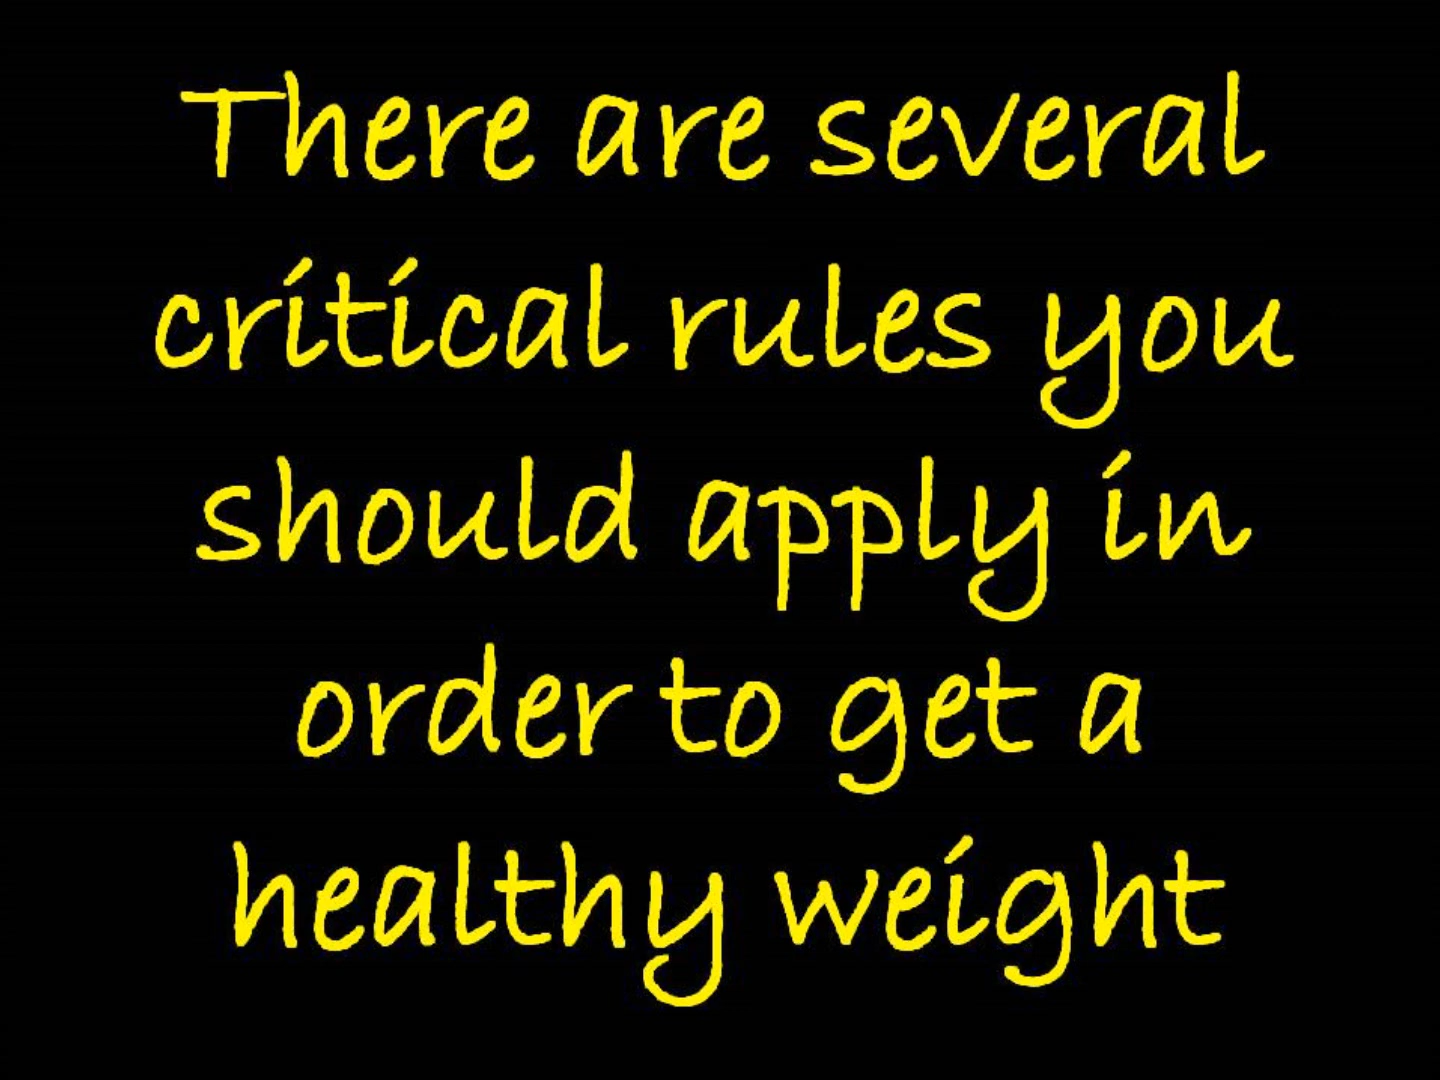 There are several
critical rules you
should apply in
order to get a
healthy weight